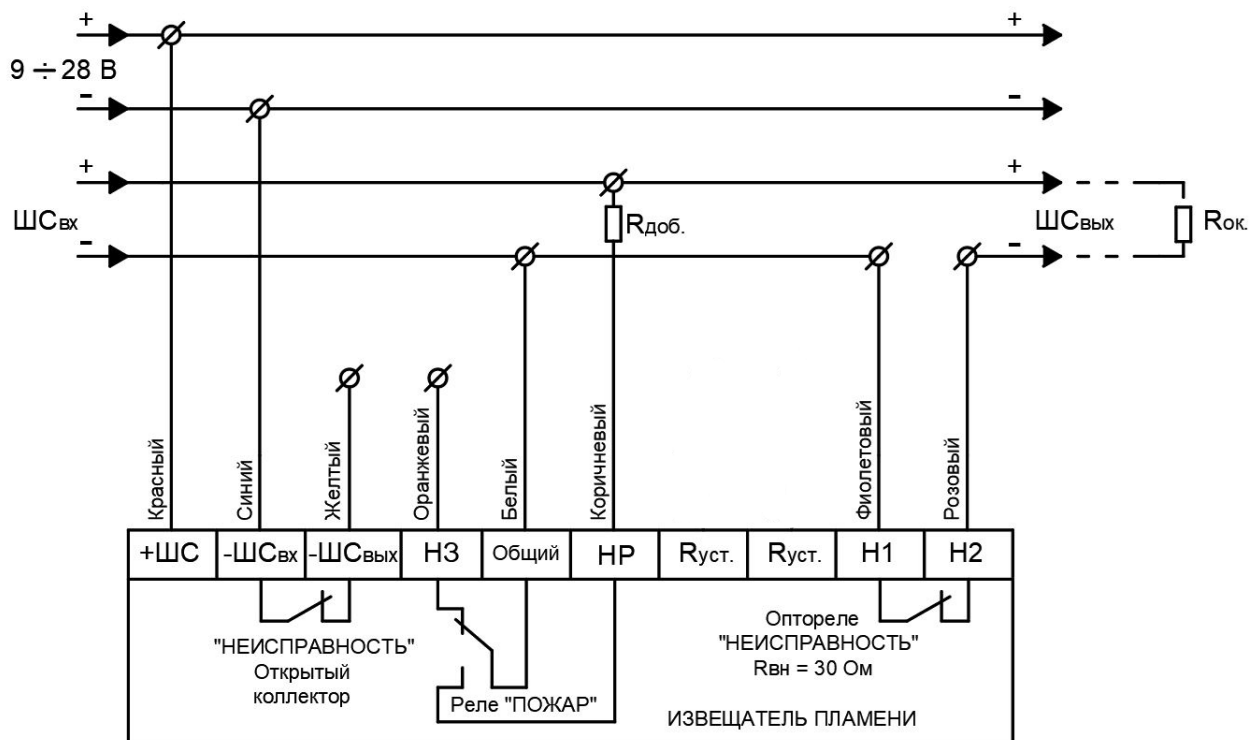 + +
9 ÷ 28 В
- -
+ +
ШСвх Rдоб. ШСвых Rок.
- -
Красный
Синий
Желтый
Оранжевый
Белый
Коричневый
Фиолетовый
Розовый
+ШС -ШСвх -ШСвых НЗ Общий НР Rуст. Rуст. Н1 Н2
"НЕИСПРАВНОСТЬ"
Открытый
коллектор
Реле "ПОЖАР"
Оптореле
"НЕИСПРАВНОСТЬ"
Rвн = 30 Ом
ИЗВЕЩАТЕЛЬ ПЛАМЕНИ